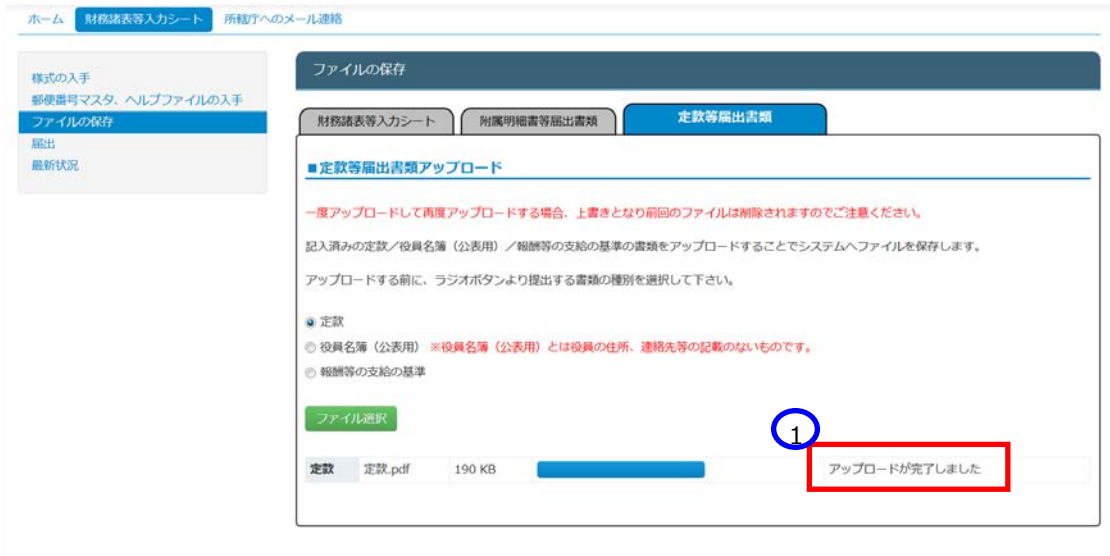 ホーム 財務諸表等入力シート 所轄庁へのメール連絡
様式の入手
郵便番号マスタ、ヘルプファイルの入手
ファイルの保存
届出
最新状況
ファイルの保存
財務諸表等入力シート 附属明細書等届出書類 定款等届出書類
■定款等届出書類アップロード
一度アップロードして再度アップロードする場合、上書きとなり前回のファイルは削除されますのでご注意ください。
記入済みの定款／役員名簿（公表用）／報酬等の支給の基準の書類をアップロードすることでシステムへファイルを保存します。
アップロードする前に、ラジオボタンより提出する書類の種別を選択して下さい。
定款
役員名簿（公表用） ※役員名簿（公表用）とは役員の住所、連絡先等の記載のないものです。
報酬等の支給の基準
ファイル選択
1
定款 定款.pdf 190 KB アップロードが完了しました